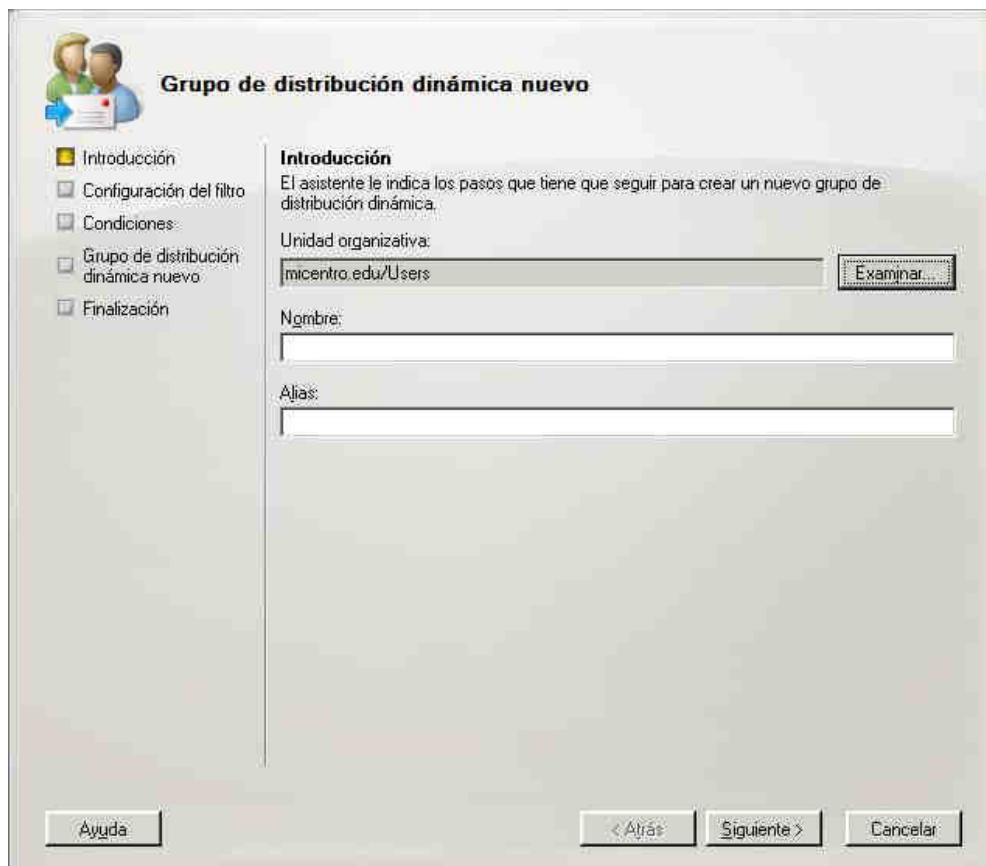 Grupo de distribución dinámica nuevo
Introducción
Configuración del filtro
Condiciones
Grupo de distribución
dinámica nuevo
Finalización
Introducción
El asistente le indica los pasos que tiene que seguir para crear un nuevo grupo de
distribución dinámica.
Unidad organizativa:
micentro.edu/Users
Examinar...
Nombre:
Alias:
Ayuda
< Atrás
Siguiente >
Cancelar